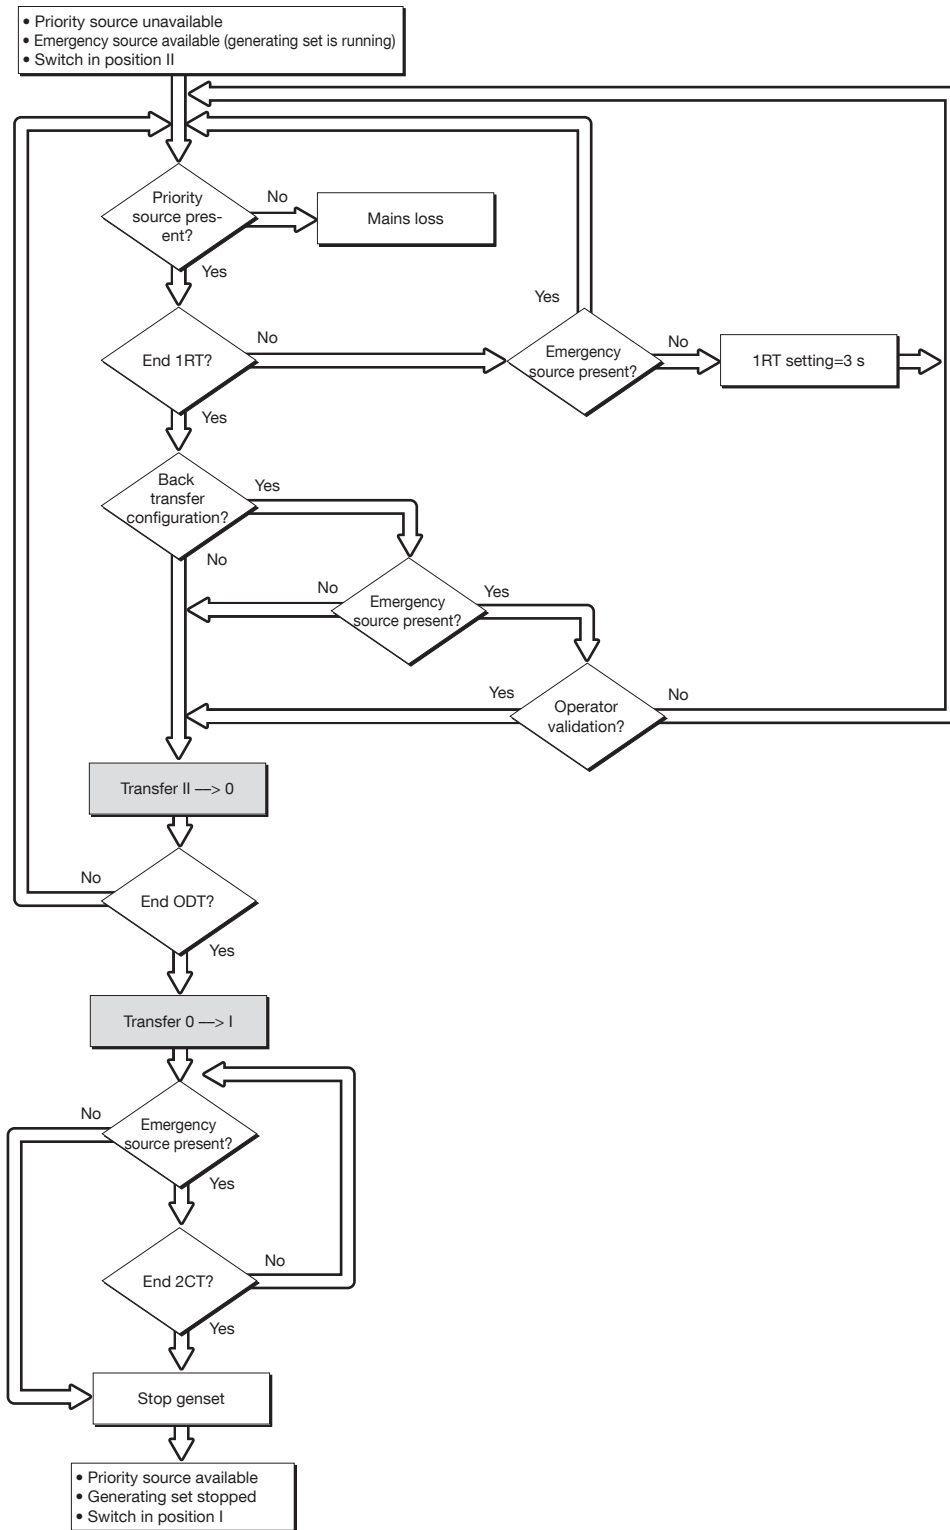 • Priority source unavailable
• Emergency source available (generating set is running)
• Switch in position II
Priority
source pres-
ent?
No
Mains loss
Yes
End 1RT?
No
Yes
Emergency
source present?
No
1RT setting=3 s
Yes
Back
transfer
configuration?
Yes
No
No
Emergency
source present?
Yes
Yes
Operator
validation?
No
Transfer II —> 0
No
End ODT?
Yes
Transfer 0 —> I
No
Emergency
source present?
Yes
End 2CT?
No
Yes
Stop genset
• Priority source available
• Generating set stopped
• Switch in position I